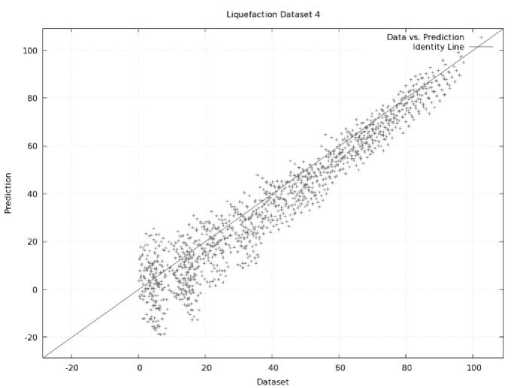 Liquefaction Dataset 4
Data vs. Prediction
Identity Line
100
80
60
40
20
0
-20
Prediction
-20 0 20 40 60 80 100
Dataset